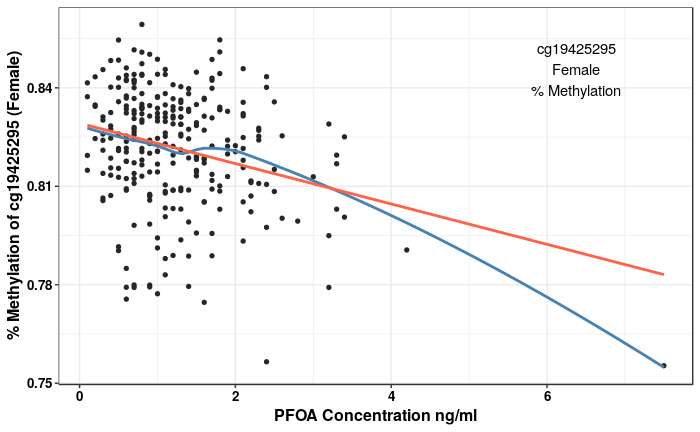 cg19425295
Female
% Methylation
% Methylation of cg19425295 (Female)
0.84
0.81
0.78
0.75
0 2 4 6
PFOA Concentration ng/ml